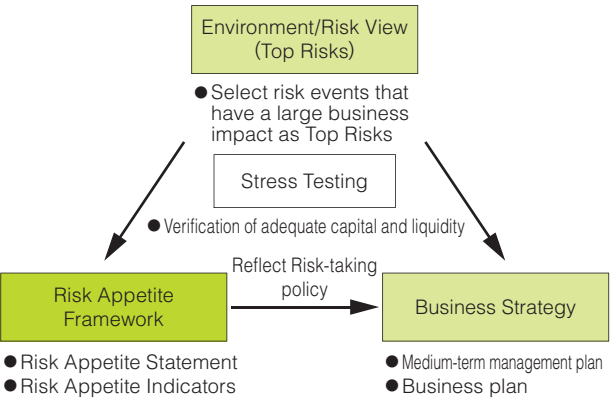 Environment/Risk View
(Top Risks)
● Select risk events that
have a large business
impact as Top Risks
Stress Testing
● Verification of adequate capital and liquidity
Reflect Risk-taking
policy
Risk Appetite
Framework
Business Strategy
● Risk Appetite Statement
● Risk Appetite Indicators
● Medium-term management plan
● Business plan